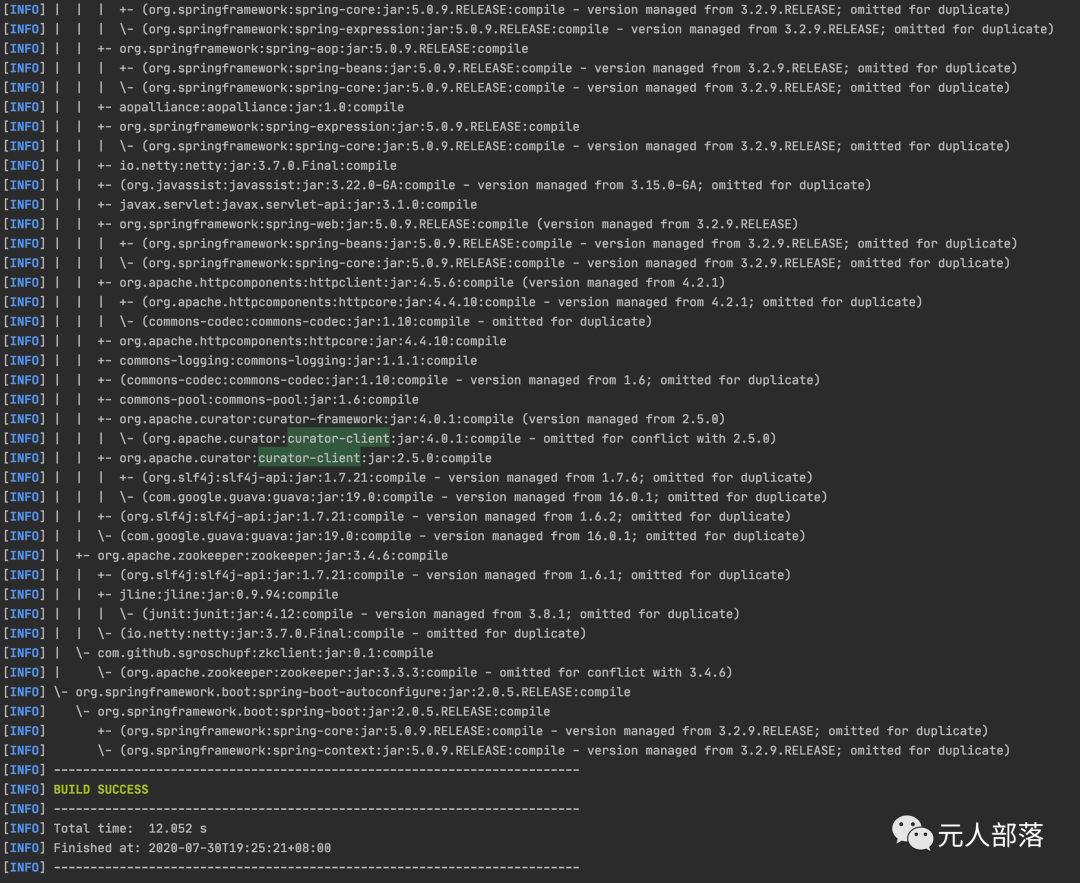 [INFO] | | | +- (org.springframework:spring-core:jar:5.0.9.RELEASE:compile - version managed from 3.2.9.RELEASE; omitted for duplicate)
[INFO] | | | \- (org.springframework:spring-expression:jar:5.0.9.RELEASE:compile - version managed from 3.2.9.RELEASE; omitted for duplicate)
[INFO] | | +- org.springframework:spring-aop:jar:5.0.9.RELEASE:compile
[INFO] | | | +- (org.springframework:spring-beans:jar:5.0.9.RELEASE:compile - version managed from 3.2.9.RELEASE; omitted for duplicate)
[INFO] | | | \- (org.springframework:spring-core:jar:5.0.9.RELEASE:compile - version managed from 3.2.9.RELEASE; omitted for duplicate)
[INFO] | | +- aopalliance:aopalliance:jar:1.0:compile
[INFO] | | +- org.springframework:spring-expression:jar:5.0.9.RELEASE:compile
[INFO] | | | \- (org.springframework:spring-core:jar:5.0.9.RELEASE:compile - version managed from 3.2.9.RELEASE; omitted for duplicate)
[INFO] | | +- io.netty:netty:jar:3.7.0.Final:compile
[INFO] | | +- (org.javassist:javassist:jar:3.22.0-GA:compile - version managed from 3.15.0-GA; omitted for duplicate)
[INFO] | | +- javax.servlet:javax.servlet-api:jar:3.1.0:compile
[INFO] | | +- org.springframework:spring-web:jar:5.0.9.RELEASE:compile (version managed from 3.2.9.RELEASE)
[INFO] | | | +- (org.springframework:spring-beans:jar:5.0.9.RELEASE:compile - version managed from 3.2.9.RELEASE; omitted for duplicate)
[INFO] | | | \- (org.springframework:spring-core:jar:5.0.9.RELEASE:compile - version managed from 3.2.9.RELEASE; omitted for duplicate)
[INFO] | | +- org.apache.httpcomponents:httpclient:jar:4.5.6:compile (version managed from 4.2.1)
[INFO] | | | +- (org.apache.httpcomponents:httpcore:jar:4.4.10:compile - version managed from 4.2.1; omitted for duplicate)
[INFO] | | | \- (commons-codec:commons-codec:jar:1.10:compile - omitted for duplicate)
[INFO] | | +- org.apache.httpcomponents:httpcore:jar:4.4.10:compile
[INFO] | | +- commons-logging:commons-logging:jar:1.1.1:compile
[INFO] | | +- (commons-codec:commons-codec:jar:1.10:compile - version managed from 1.6; omitted for duplicate)
[INFO] | | +- commons-pool:commons-pool:jar:1.6:compile
[INFO] | | +- org.apache.curator:curator-framework:jar:4.0.1:compile (version managed from 2.5.0)
[INFO] | | | \- (org.apache.curator:curator-client:jar:4.0.1:compile - omitted for conflict with 2.5.0)
[INFO] | | +- org.apache.curator:curator-client:jar:2.5.0:compile
[INFO] | | | +- (org.slf4j:slf4j-api:jar:1.7.21:compile - version managed from 1.7.6; omitted for duplicate)
[INFO] | | | \- (com.google.guava:guava:jar:19.0:compile - version managed from 16.0.1; omitted for duplicate)
[INFO] | | +- (org.slf4j:slf4j-api:jar:1.7.21:compile - version managed from 1.6.2; omitted for duplicate)
[INFO] | | \- (com.google.guava:guava:jar:19.0:compile - version managed from 16.0.1; omitted for duplicate)
[INFO] | +- org.apache.zookeeper:zookeeper:jar:3.4.6:compile
[INFO] | | +- (org.slf4j:slf4j-api:jar:1.7.21:compile - version managed from 1.6.1; omitted for duplicate)
[INFO] | | +- jline:jline:jar:0.9.94:compile
[INFO] | | | \- (junit:junit:jar:4.12:compile - version managed from 3.8.1; omitted for duplicate)
[INFO] | | \- (io.netty:netty:jar:3.7.0.Final:compile - omitted for duplicate)
[INFO] | \- com.github.sgroschupf:zkclient:jar:0.1:compile
[INFO] | \- (org.apache.zookeeper:zookeeper:jar:3.3.3:compile - omitted for conflict with 3.4.6)
[INFO] \- org.springframework.boot:spring-boot-autoconfigure:jar:2.0.5.RELEASE:compile
[INFO] \- org.springframework.boot:spring-boot:jar:2.0.5.RELEASE:compile
[INFO] +- (org.springframework:spring-core:jar:5.0.9.RELEASE:compile - version managed from 3.2.9.RELEASE; omitted for duplicate)
[INFO] \- (org.springframework:spring-context:jar:5.0.9.RELEASE:compile - version managed from 3.2.9.RELEASE; omitted for duplicate)
[INFO] ------------------------------------------------------------------------
[INFO] BUILD SUCCESS
[INFO] ------------------------------------------------------------------------
[INFO] Total time: 12.052 s
[INFO] Finished at: 2020-07-30T19:25:21+08:00
[INFO] ------------------------------------------------------------------------
元人部落